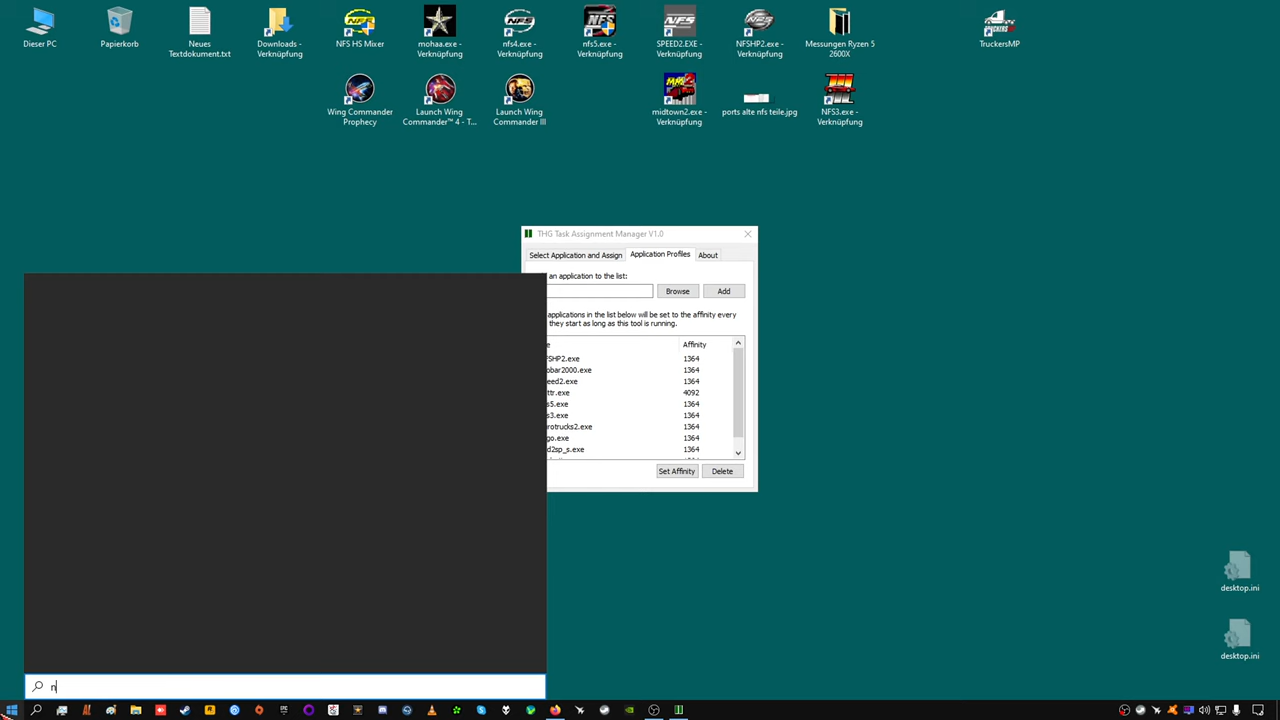 Dieser PC
Papierkorb
Neues
Textdokument.txt
Downloads -
Verknüpfung
NFS HS Mixer
mohaa.exe -
Verknüpfung
nfs4.exe -
Verknüpfung
nfs5.exe -
Verknüpfung
SPEED2.EXE -
Verknüpfung
NFSHP2.exe -
Verknüpfung
Messungen Ryzen 5
2600X
TruckersMP
Wing Commander
Prophecy
Launch Wing
Commander™ 4 - T...
Launch Wing
Commander III
midtown2.exe -
Verknüpfung
ports alte nfs teile.jpg
NFS3.exe -
Verknüpfung
THG Task Assignment Manager V1.0
Select Application and Assign
Application Profiles
About
an application to the list:
Browse
Add
applications in the list below will be set to the affinity every
they start as long as this tool is running.
e
Affinity
FSHP2.exe 1364
obar2000.exe 1364
eed2.exe 1364
ttr.exe 4092
s5.exe 1364
s3.exe 1364
rotrucks2.exe 1364
go.exe 1364
d2sp_s.exe 1364
Set Affinity
Delete
desktop.ini
desktop.ini
n